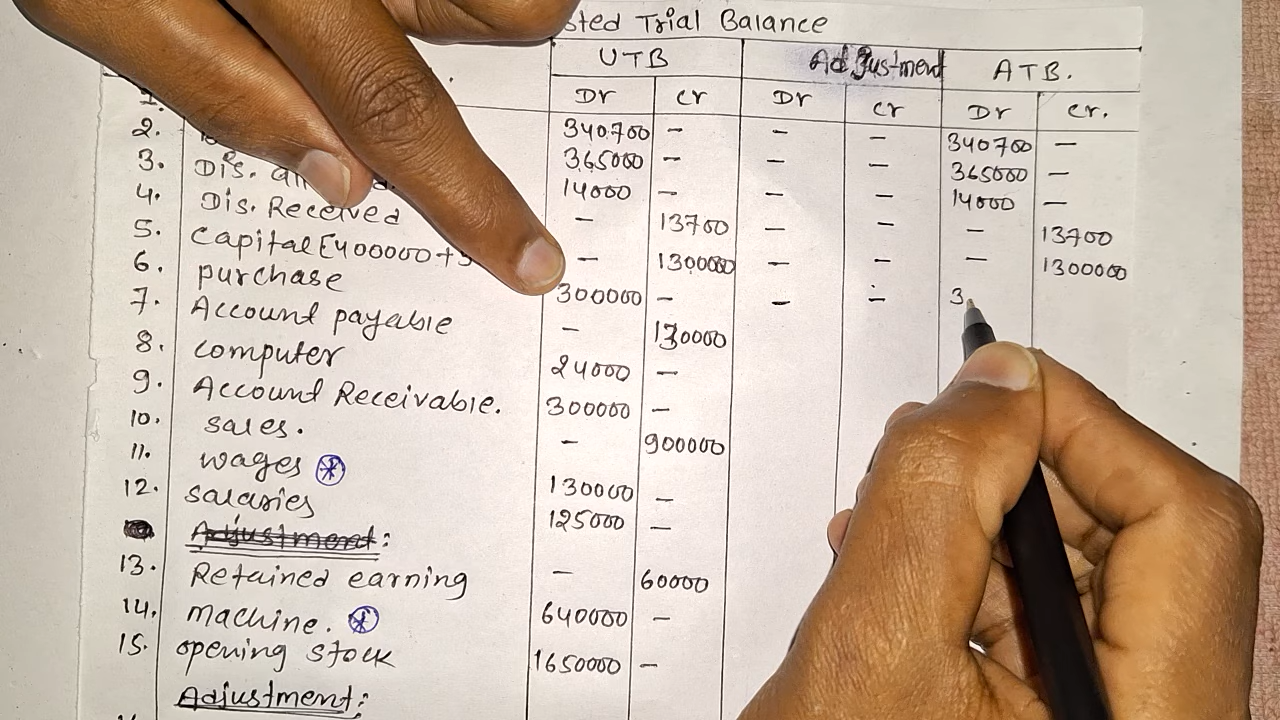 sted Trial Balance
UTB Adjustment ATB.
Dr Cr Dr Cr Dr Cr.
1.
2. 340700 – – – 340700 –
3. 365000 – – – 365000 –
4. Dis. 14000 – – – 14000 –
5. Dis. Received – 13700 – – – 13700
6. Capital [400000+ – 1300000 – – – 1300000
7. purchase 300000 – – – 3
8. Account payable – 130000
9. computer 24000 –
10. Account Receivable. 300000 –
11. sales. – 900000
12. wages * 130000 –
salaries 125000 –
Adjustment:
13. Retained earning – 60000
14. machine. * 640000 –
15. opening stock 1650000 –
Adjustment: